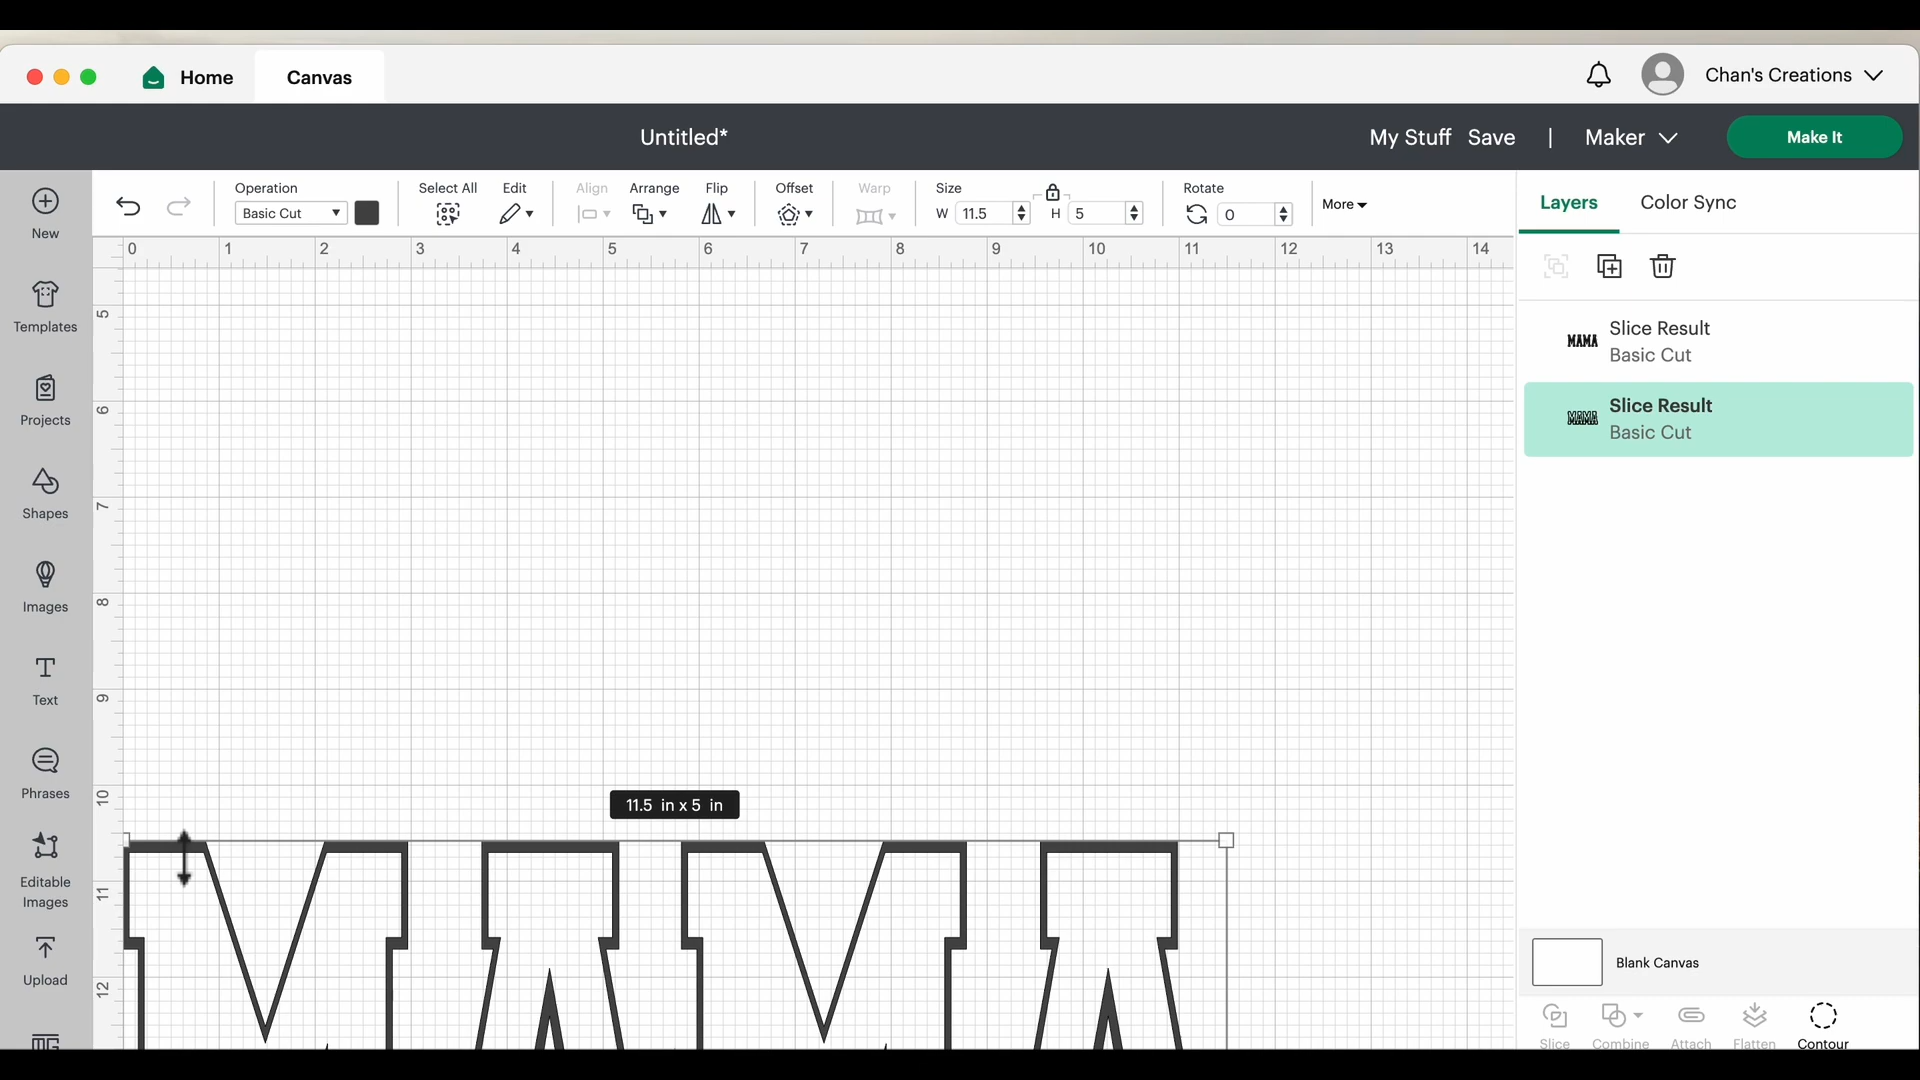 Home
Canvas
Chan's Creations
Untitled*
My Stuff Save | Maker
Make It
Operation
Basic Cut
Select All
Edit
Align
Arrange
Flip
Offset
Warp
Size
W 11.5
H 5
Rotate
0
More
Layers
Color Sync
0 1 2 3 4 5 6 7 8 9 10 11 12 13 14
5
6
7
8
9
10
11
12
New
Templates
Projects
Shapes
Images
Text
Phrases
Editable
Images
Upload
MAMA
Slice Result
Basic Cut
MAMA
Slice Result
Basic Cut
11.5 in x 5 in
MAMA
Blank Canvas
Slice
Combine
Attach
Flatten
Contour